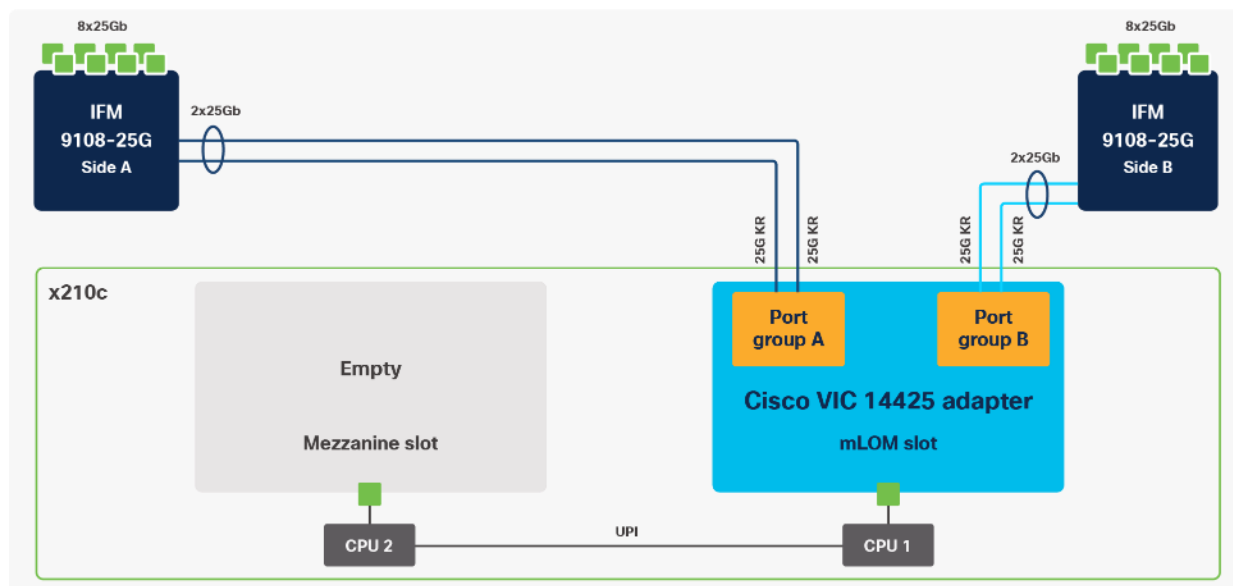 8x25Gb
8x25Gb
IFM
9108-25G
Side A
2x25Gb
IFM
9108-25G
Side B
2x25Gb
25G KR
25G KR
25G KR
25G KR
x210c
Empty
Mezzanine slot
Port
group A
Port
group B
Cisco VIC 14425 adapter
mLOM slot
CPU 2
UPI
CPU 1